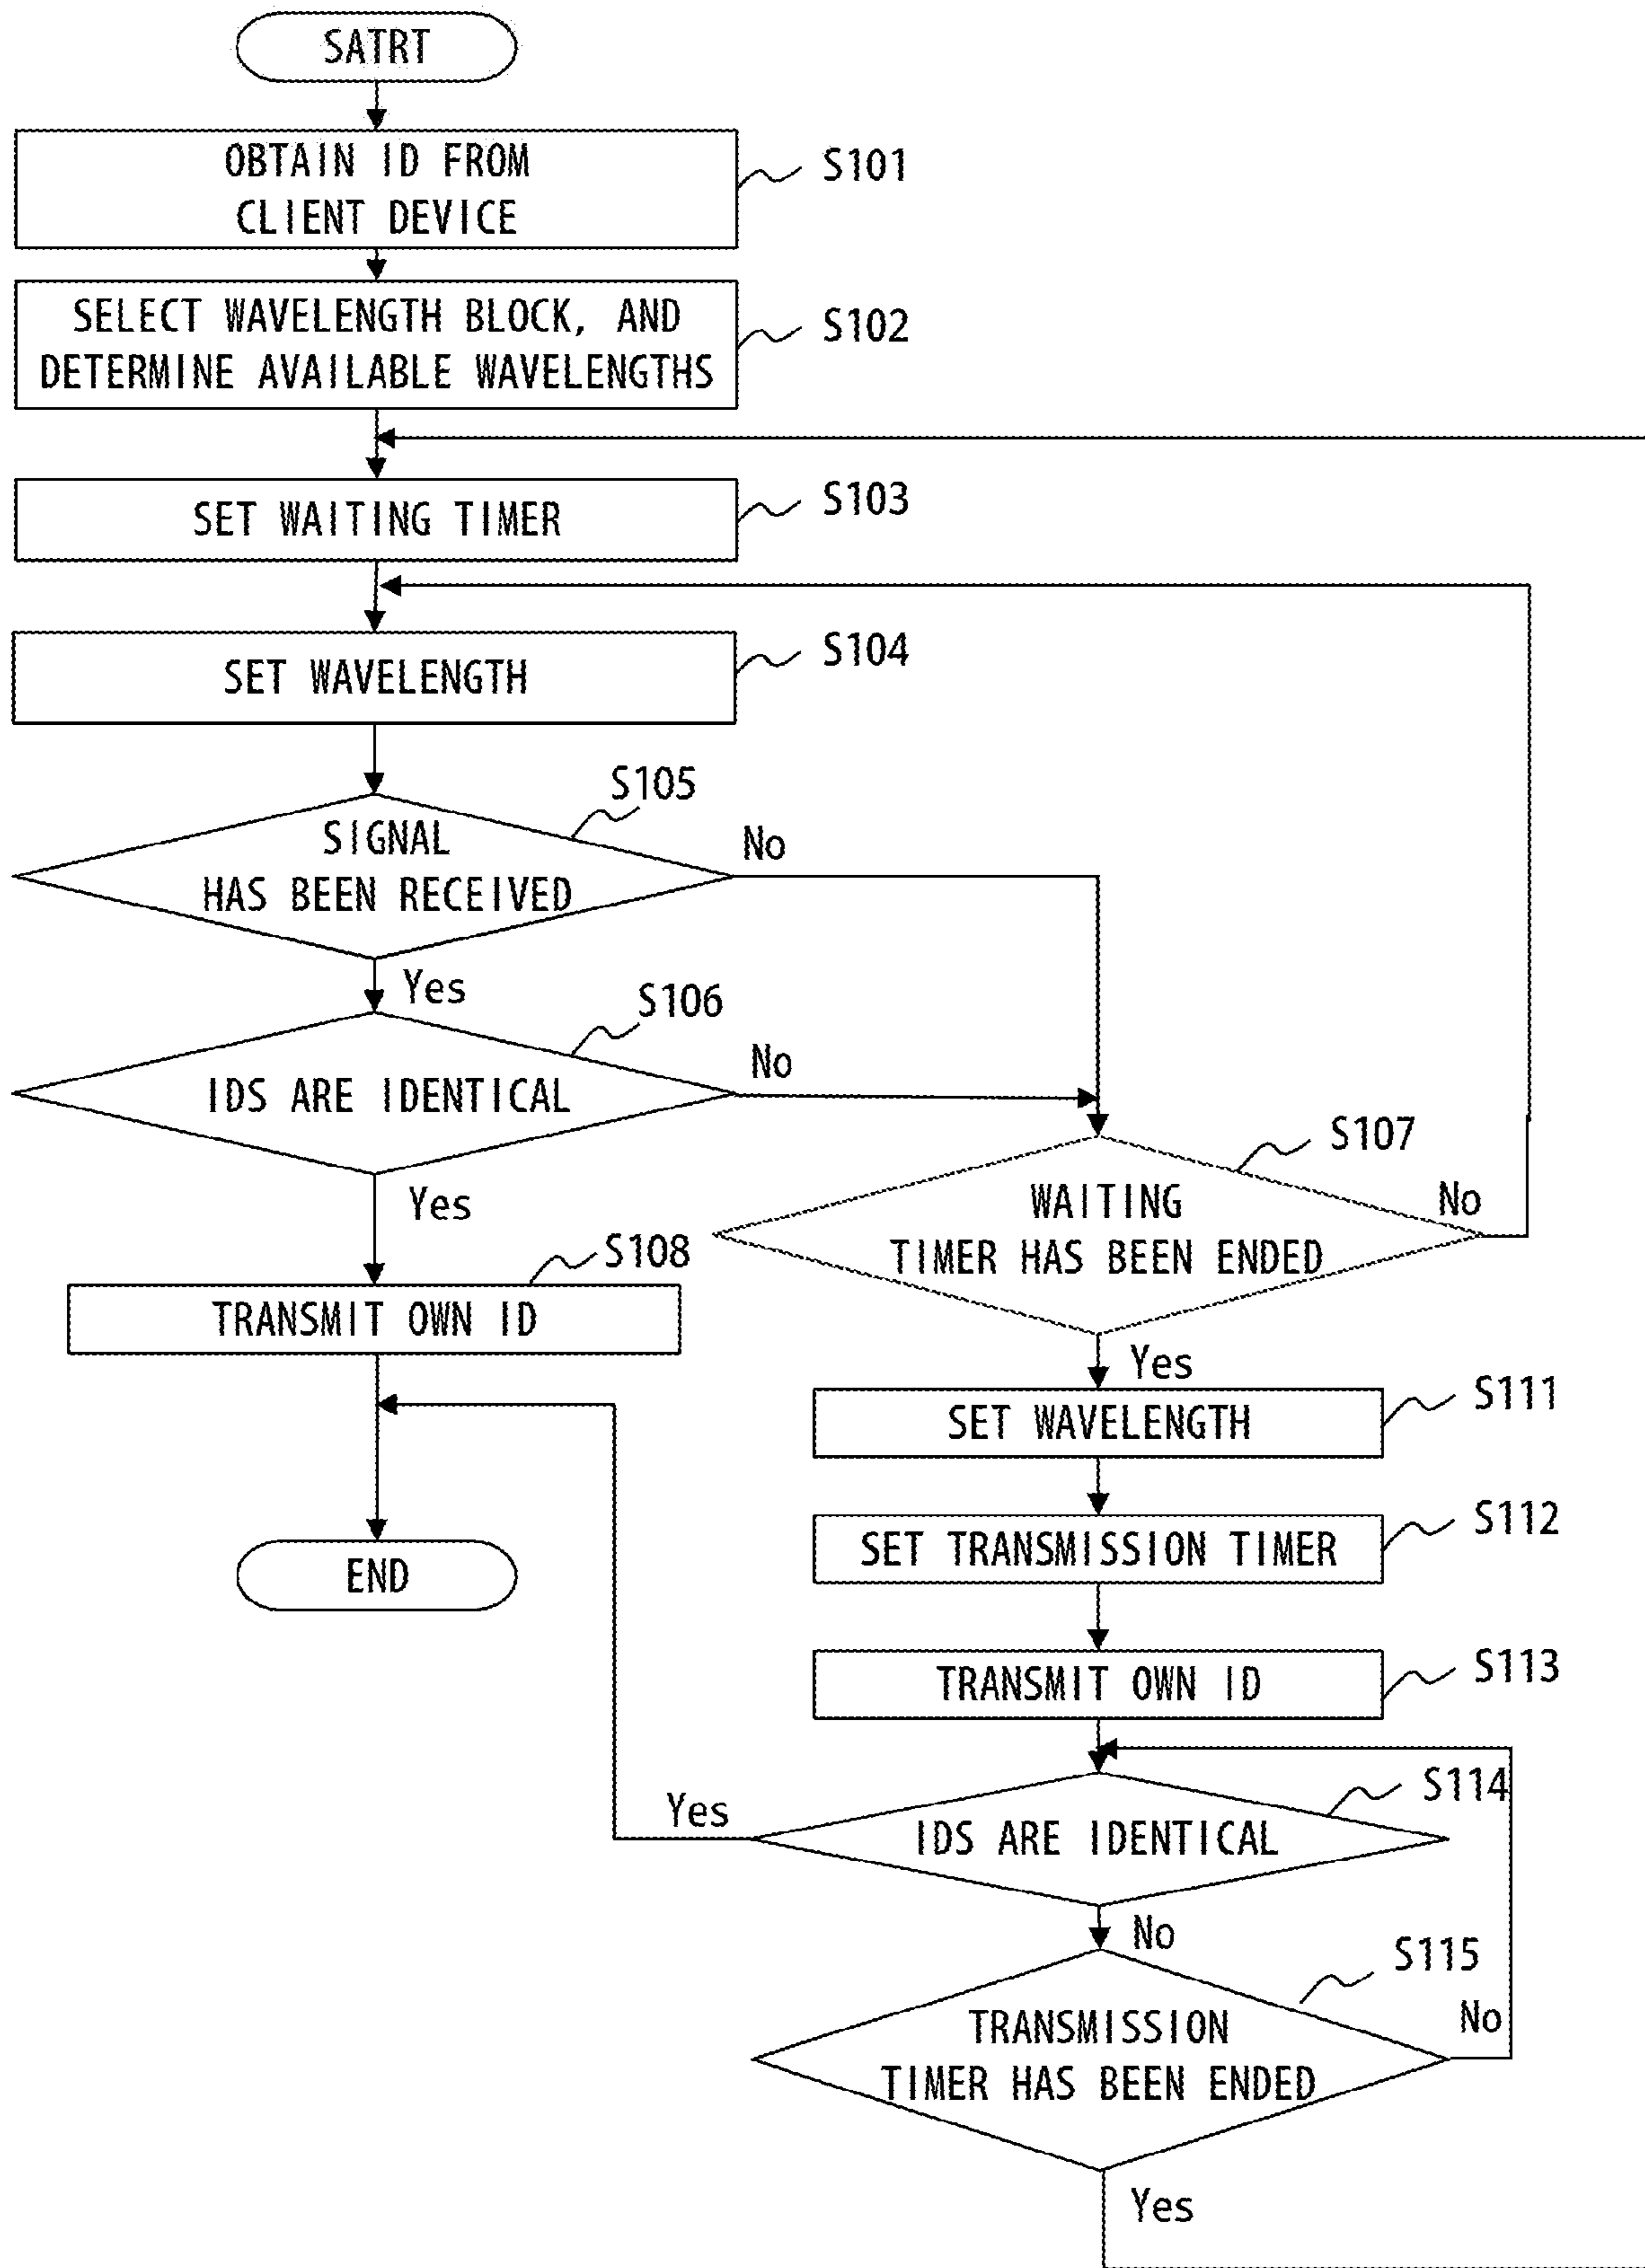 SATRT
OBTAIN ID FROM
CLIENT DEVICE
S101
SELECT WAVELENGTH BLOCK, AND
DETERMINE AVAILABLE WAVELENGTHS
S102
SET WAITING TIMER
S103
SET WAVELENGTH
S104
SIGNAL
HAS BEEN RECEIVED
S105
No
Yes
IDS ARE IDENTICAL
S106
No
Yes
WAITING
TIMER HAS BEEN ENDED
S107
No
Yes
TRANSMIT OWN ID
S108
END
SET WAVELENGTH
S111
SET TRANSMISSION TIMER
S112
TRANSMIT OWN ID
S113
IDS ARE IDENTICAL
S114
Yes
No
TRANSMISSION
TIMER HAS BEEN ENDED
S115
No
Yes